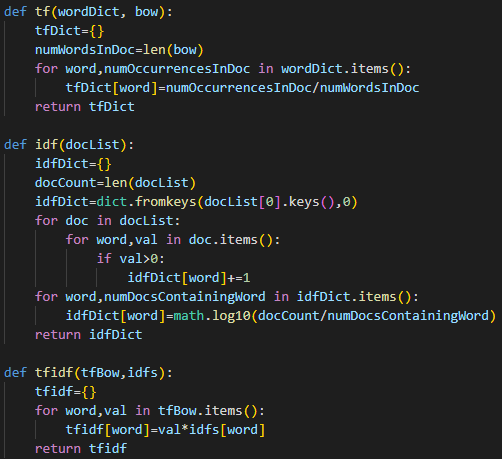 def tf(wordDict, bow):
    tfDict={}
    numWordsInDoc=len(bow)
    for word,numOccurrencesInDoc in wordDict.items():
        tfDict[word]=numOccurrencesInDoc/numWordsInDoc
    return tfDict

def idf(docList):
    idfDict={}
    docCount=len(docList)
    idfDict=dict.fromkeys(docList[0].keys(),0)
    for doc in docList:
        for word,val in doc.items():
            if val>0:
                idfDict[word]+=1
    for word,numDocsContainingWord in idfDict.items():
        idfDict[word]=math.log10(docCount/numDocsContainingWord)
    return idfDict

def tfidf(tfBow,idfs):
    tfidf={}
    for word,val in tfBow.items():
        tfidf[word]=val*idfs[word]
    return tfidf